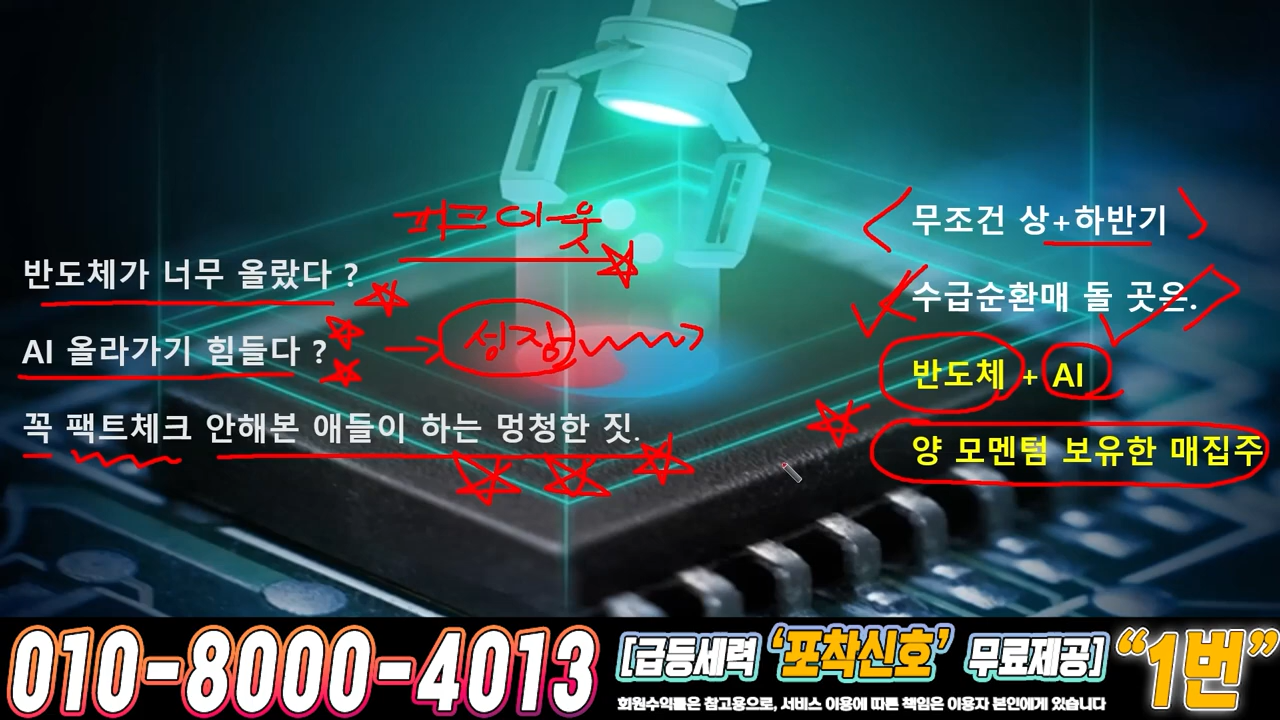 피크아웃
반도체가 너무 올랐다 ?
AI 올라가기 힘들다 ?
성장
꼭 팩트체크 안해본 애들이 하는 멍청한 짓.
무조건 상+하반기
수급순환매 돌 곳은.
반도체 + AI
양 모멘텀 보유한 매집주
010-8000-4013
[급등세력 '포착신호' 무료제공] "1번"
회원수익률은 참고용으로, 서비스 이용에 따른 책임은 이용자 본인에게 있습니다